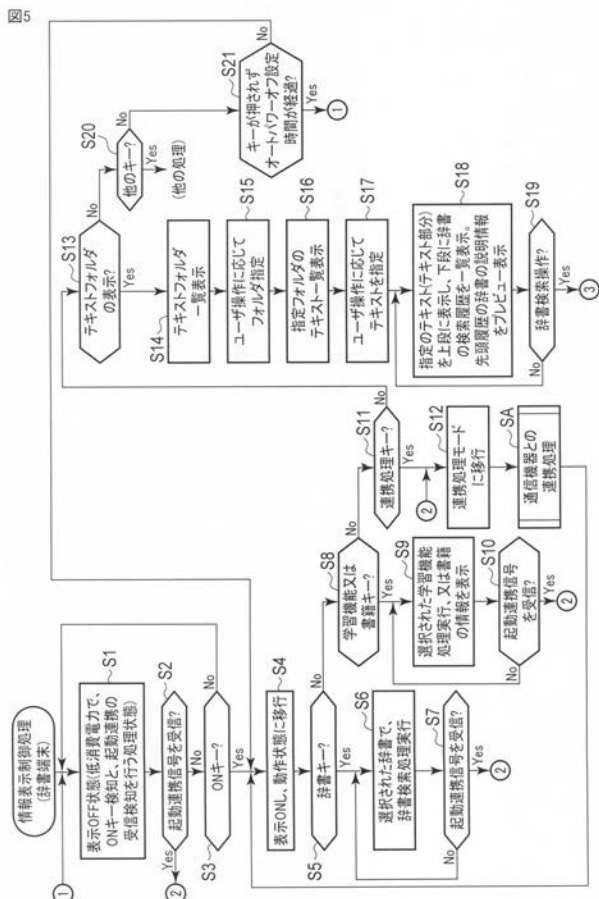 図5
情報表示制御処理
(辞書端末)
①
表示OFF状態(低消費電力で、
ONキー検知と、起動連携の
受信検知を行う処理状態)
S1
起動連携信号を受信?
S2
Yes
②
No
ONキー?
S3
No
Yes
表示ONし、動作状態に移行
S4
辞書キー?
S5
No
Yes
選択された辞書で、
辞書検索処理実行
S6
起動連携信号を受信?
S7
No
Yes
②
学習機能又は
書籍キー?
S8
No
Yes
選択された学習機能
処理実行、又は書籍
の情報を表示
S9
起動連携信号
を受信?
S10
No
Yes
②
連携処理キー?
S11
No
Yes
②
連携処理モード
に移行
S12
通信機器との
連携処理
SA
テキストフォルダ
の表示?
S13
No
Yes
テキストフォルダ
一覧表示
S14
ユーザ操作に応じて
フォルダ指定
S15
指定フォルダの
テキスト一覧表示
S16
ユーザ操作に応じて
テキストを指定
S17
指定のテキスト(テキスト部分)
を上段に表示し、下段に辞書
の検索履歴を一覧表示。
先頭履歴の辞書の説明情報
をプレビュー表示
S18
辞書検索操作?
S19
No
Yes
③
他のキー?
S20
No
Yes
(他の処理)
キーが押されず
オートパワーオフ設定
時間が経過?
S21
No
Yes
①